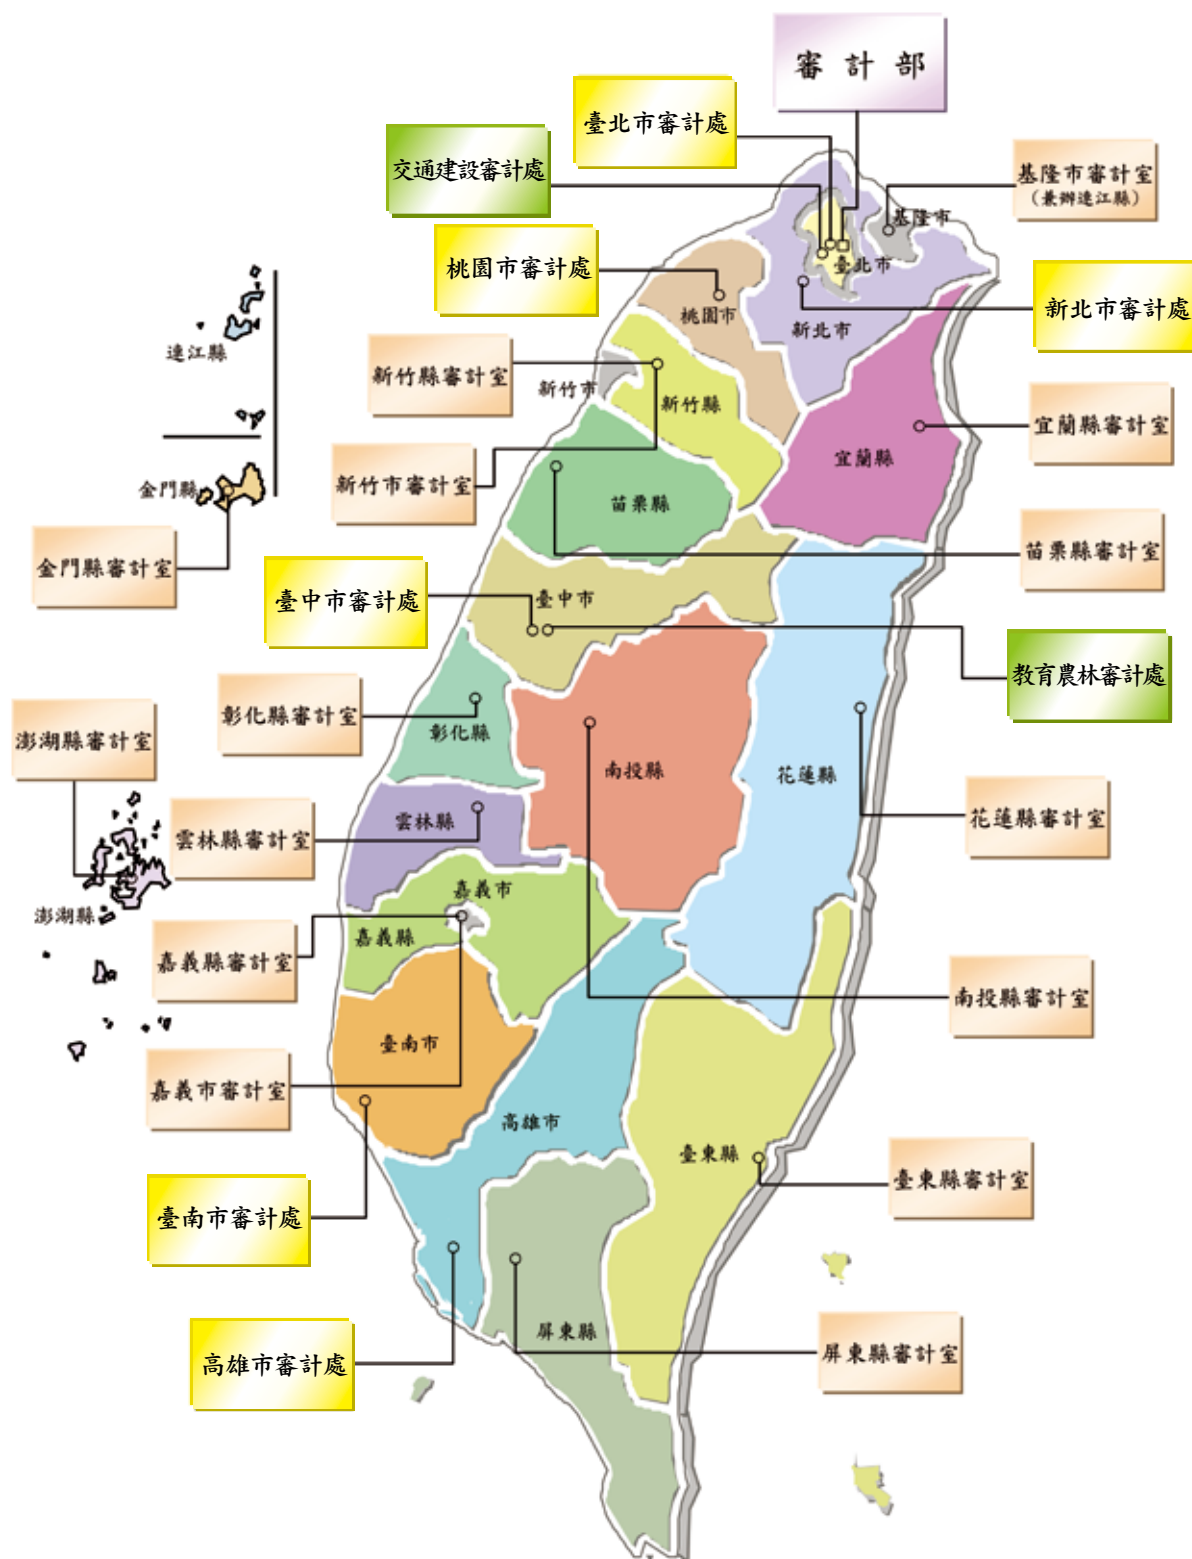 審計部
臺北市審計處
交通建設審計處
基隆市審計室
(兼辦連江縣)
基隆市
桃園市審計處
臺北市
新北市審計處
桃園市
新北市
連江縣
新竹縣審計室
新竹市
新竹縣
宜蘭縣審計室
宜蘭縣
新竹市審計室
金門縣
苗栗縣
金門縣審計室
苗栗縣審計室
臺中市審計處
臺中市
教育農林審計處
彰化縣審計室
彰化縣
澎湖縣審計室
南投縣
花蓮縣
雲林縣審計室
雲林縣
花蓮縣審計室
嘉義市
澎湖縣
嘉義縣
嘉義縣審計室
南投縣審計室
臺南市
嘉義市審計室
高雄市
臺東縣
臺東縣審計室
臺南市審計處
屏東縣
高雄市審計處
屏東縣審計室